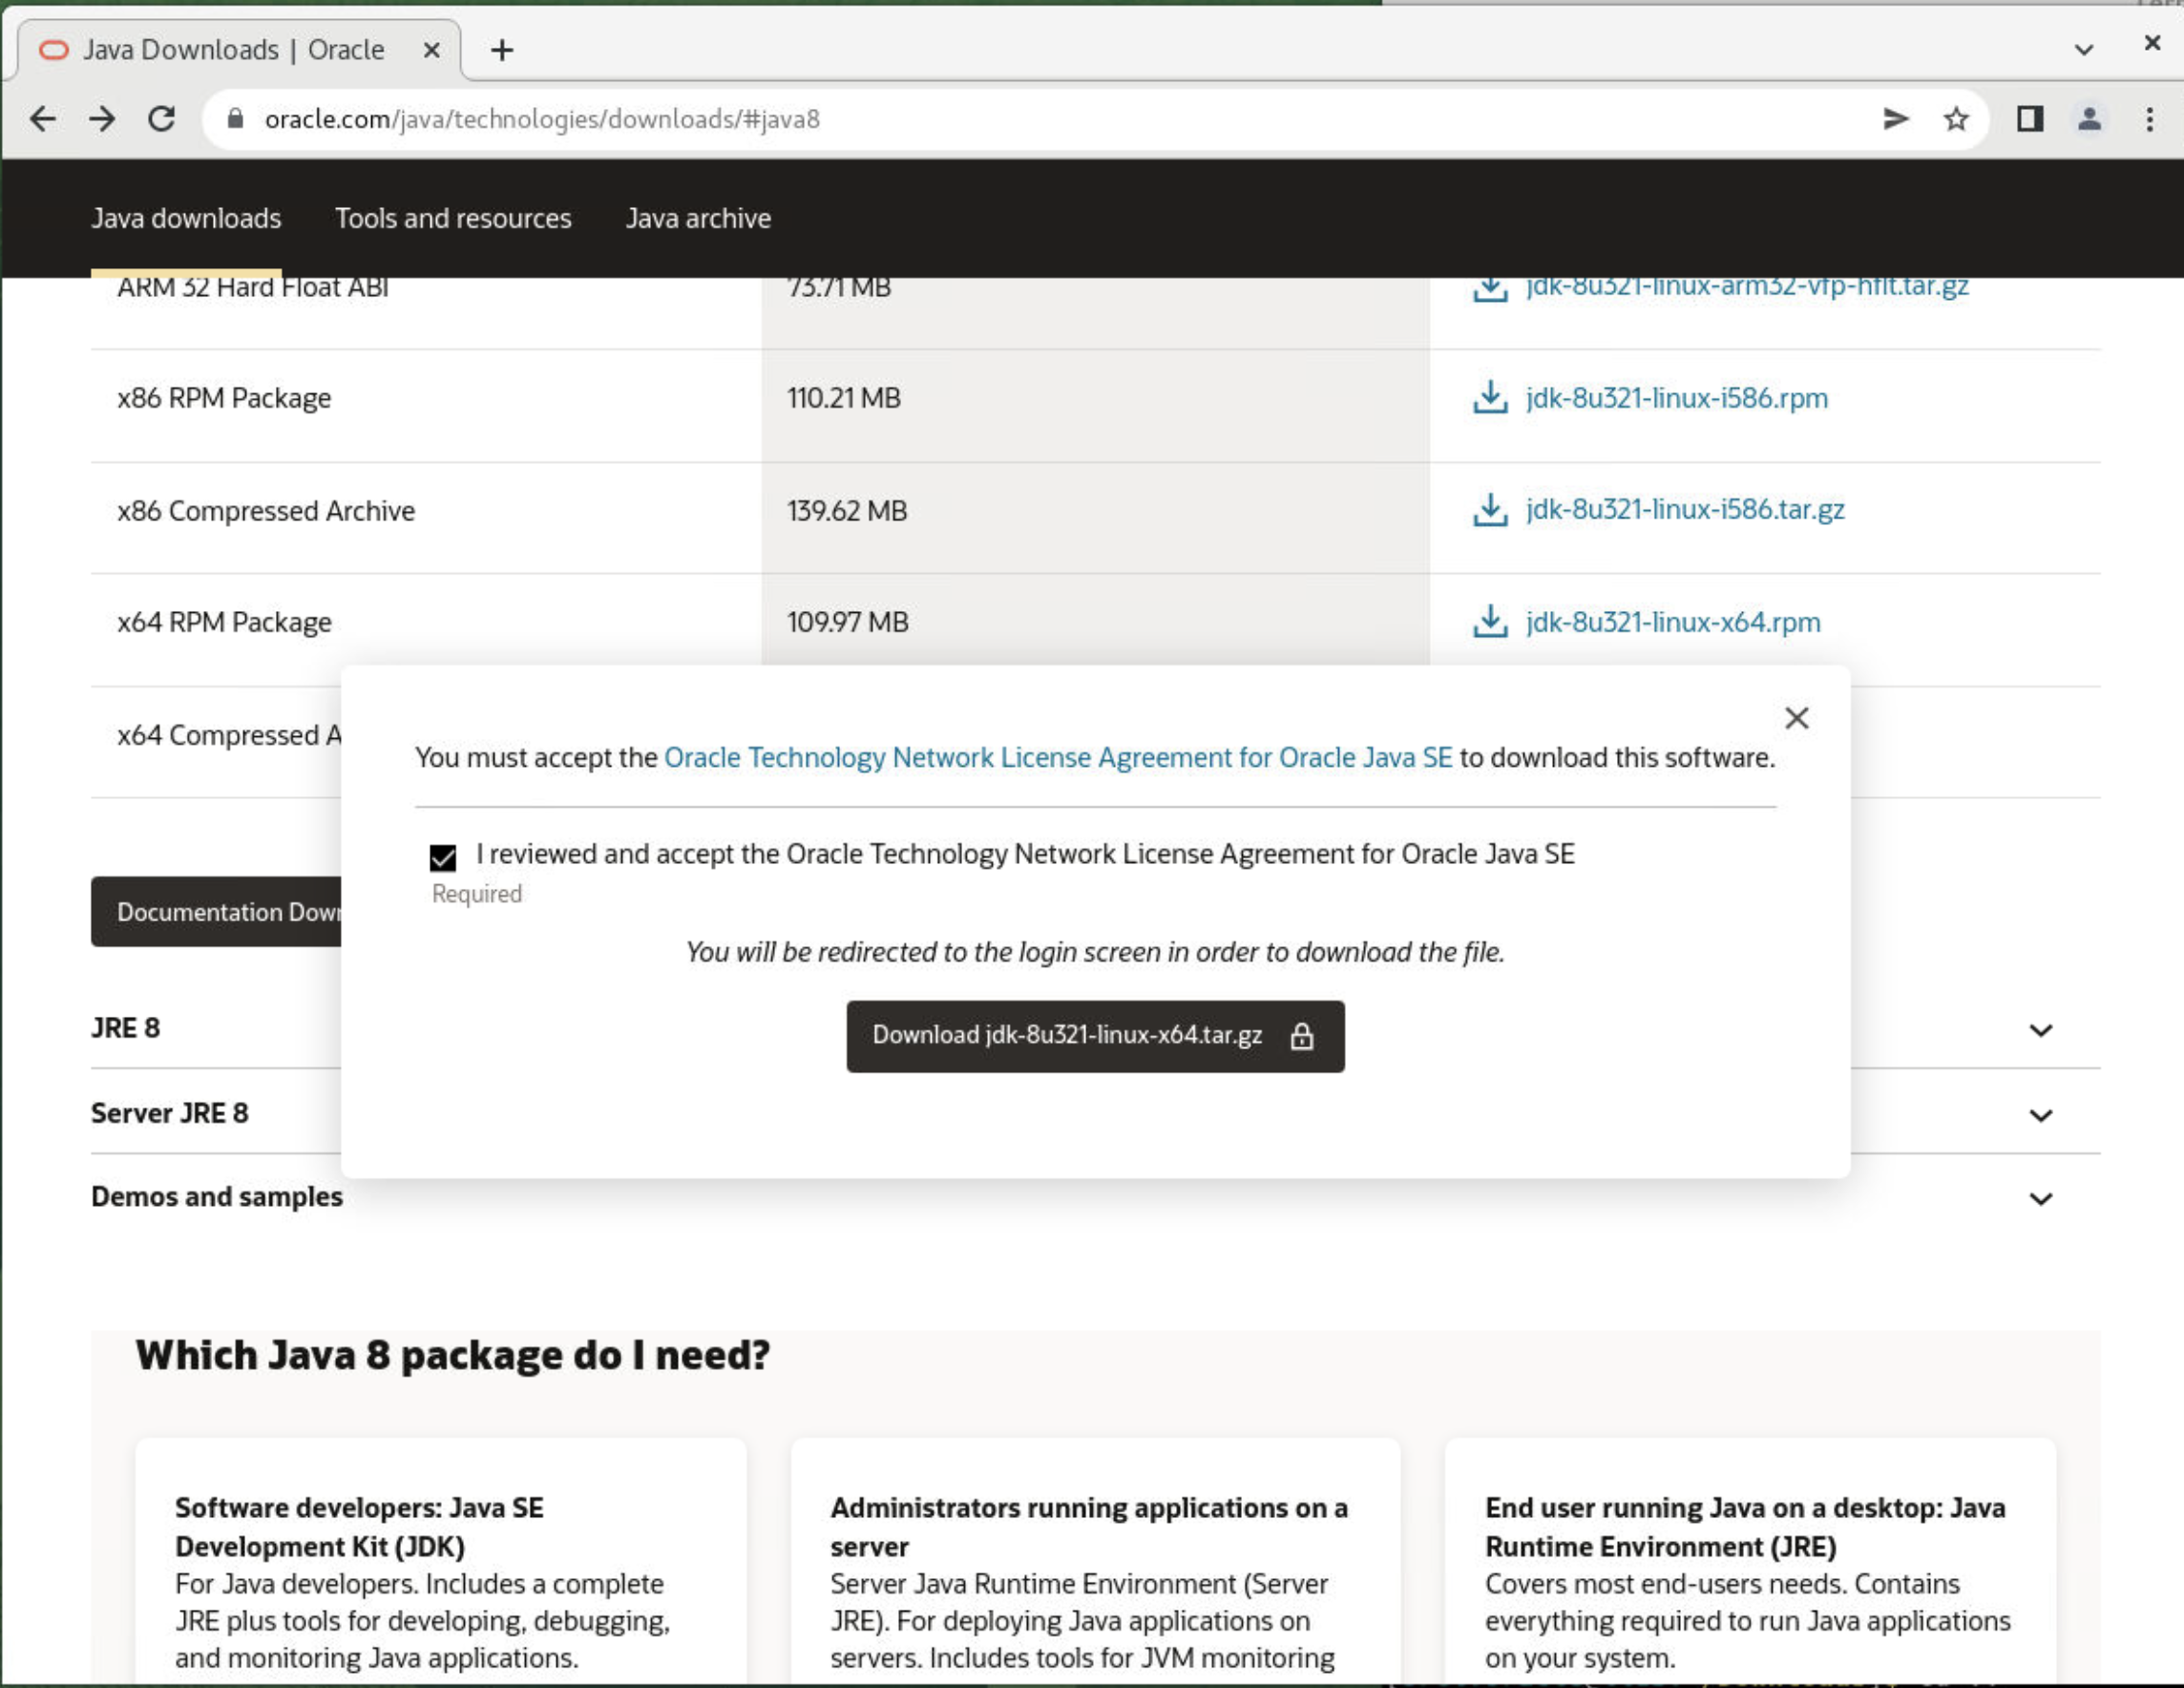 Java Downloads | Oracle
oracle.com/java/technologies/downloads/#java8
Java downloads Tools and resources Java archive
ARM 32 Hard Float ABI 73.71 MB jdk-8u321-linux-arm32-vfp-hflt.tar.gz
x86 RPM Package 110.21 MB jdk-8u321-linux-i586.rpm
x86 Compressed Archive 139.62 MB jdk-8u321-linux-i586.tar.gz
x64 RPM Package 109.97 MB jdk-8u321-linux-x64.rpm
x64 Compressed A
You must accept the Oracle Technology Network License Agreement for Oracle Java SE to download this software.
I reviewed and accept the Oracle Technology Network License Agreement for Oracle Java SE
Required
Documentation Dow
You will be redirected to the login screen in order to download the file.
Download jdk-8u321-linux-x64.tar.gz
JRE 8
Server JRE 8
Demos and samples
Which Java 8 package do I need?
Software developers: Java SE
Development Kit (JDK)
For Java developers. Includes a complete
JRE plus tools for developing, debugging,
and monitoring Java applications.
Administrators running applications on a
server
Server Java Runtime Environment (Server
JRE). For deploying Java applications on
servers. Includes tools for JVM monitoring
End user running Java on a desktop: Java
Runtime Environment (JRE)
Covers most end-users needs. Contains
everything required to run Java applications
on your system.